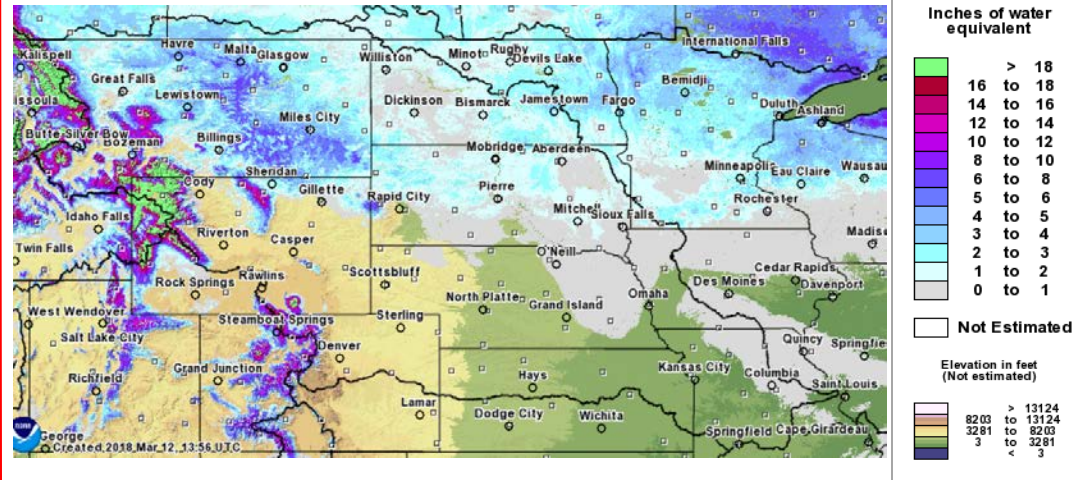 Kalispell
Havre
Malta
Glasgow
Williston
Minot
Rugby
Devils Lake
International Falls
Great Falls
Lewistown
Dickinson
Bismarck
Jamestown
Fargo
Bemidji
Duluth
Ashland
issoula
Miles City
Butte Silver Bow
Bozeman
Billings
Mobridge
Aberdeen
Minneapolis
Eau Claire
Wausau
Sheridan
Cody
Gillette
Rapid City
Pierre
Mitchell
Sioux Falls
Rochester
Idaho Falls
Riverton
Casper
O'Neill
Madis
Twin Falls
Rock Springs
Rawlins
Scottsbluff
North Platte
Grand Island
Omaha
Des Moines
Cedar Rapids
Davenport
West Wendover
Salt Lake City
Steamboat Springs
Sterling
Denver
Quincy
Springfie
Richfield
Grand Junction
Hays
Kansas City
Columbia
Saint Louis
Lamar
Dodge City
Wichita
Springfield
Cape Girardeau
George
noaa
Created 2018 Mar 12, 13:56 UTC
Inches of water
equivalent
> 18
16 to 18
14 to 16
12 to 14
10 to 12
8 to 10
6 to 8
5 to 6
4 to 5
3 to 4
2 to 3
1 to 2
0 to 1
Not Estimated
Elevation in feet
(Not estimated)
> 13124
8203 to 13124
3281 to 8203
3 to 3281
< 3